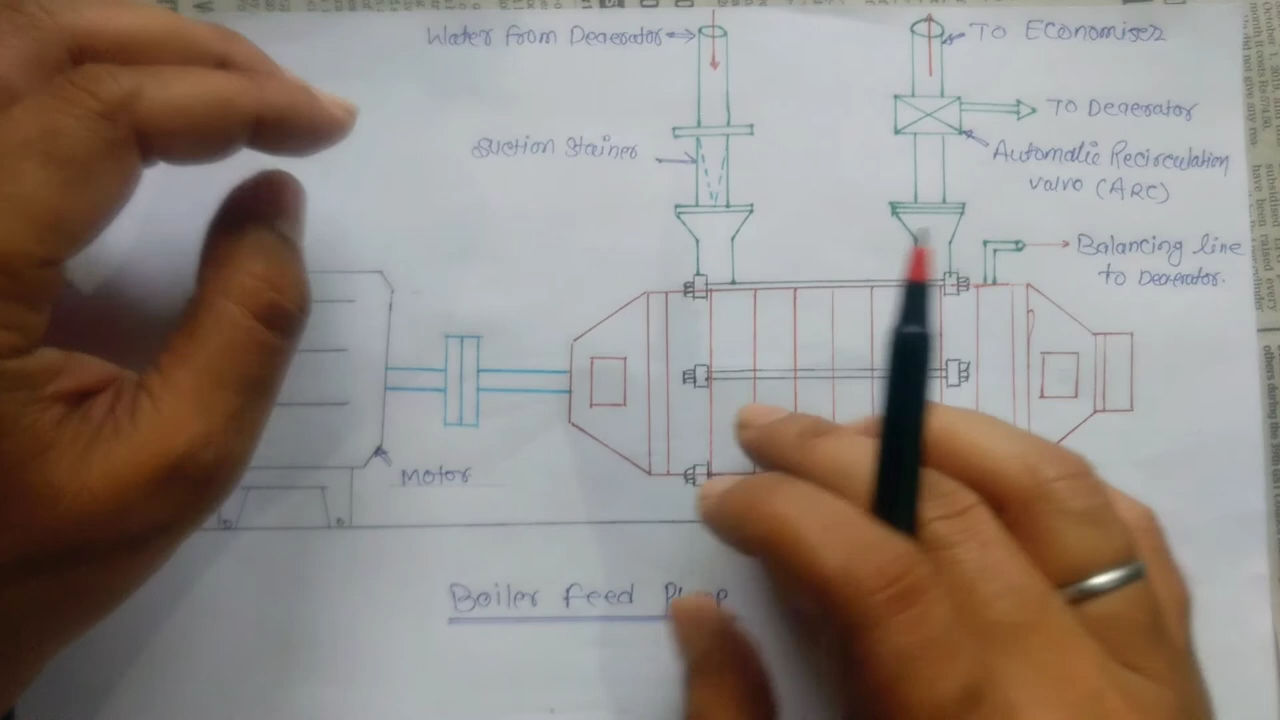 Water from Deaerator
TO Economiser
TO Deaerator
Suction Stainer
Automatic Recirculation
valve (ARC)
Balancing line
to Deaerator.
Motor
Boiler feed